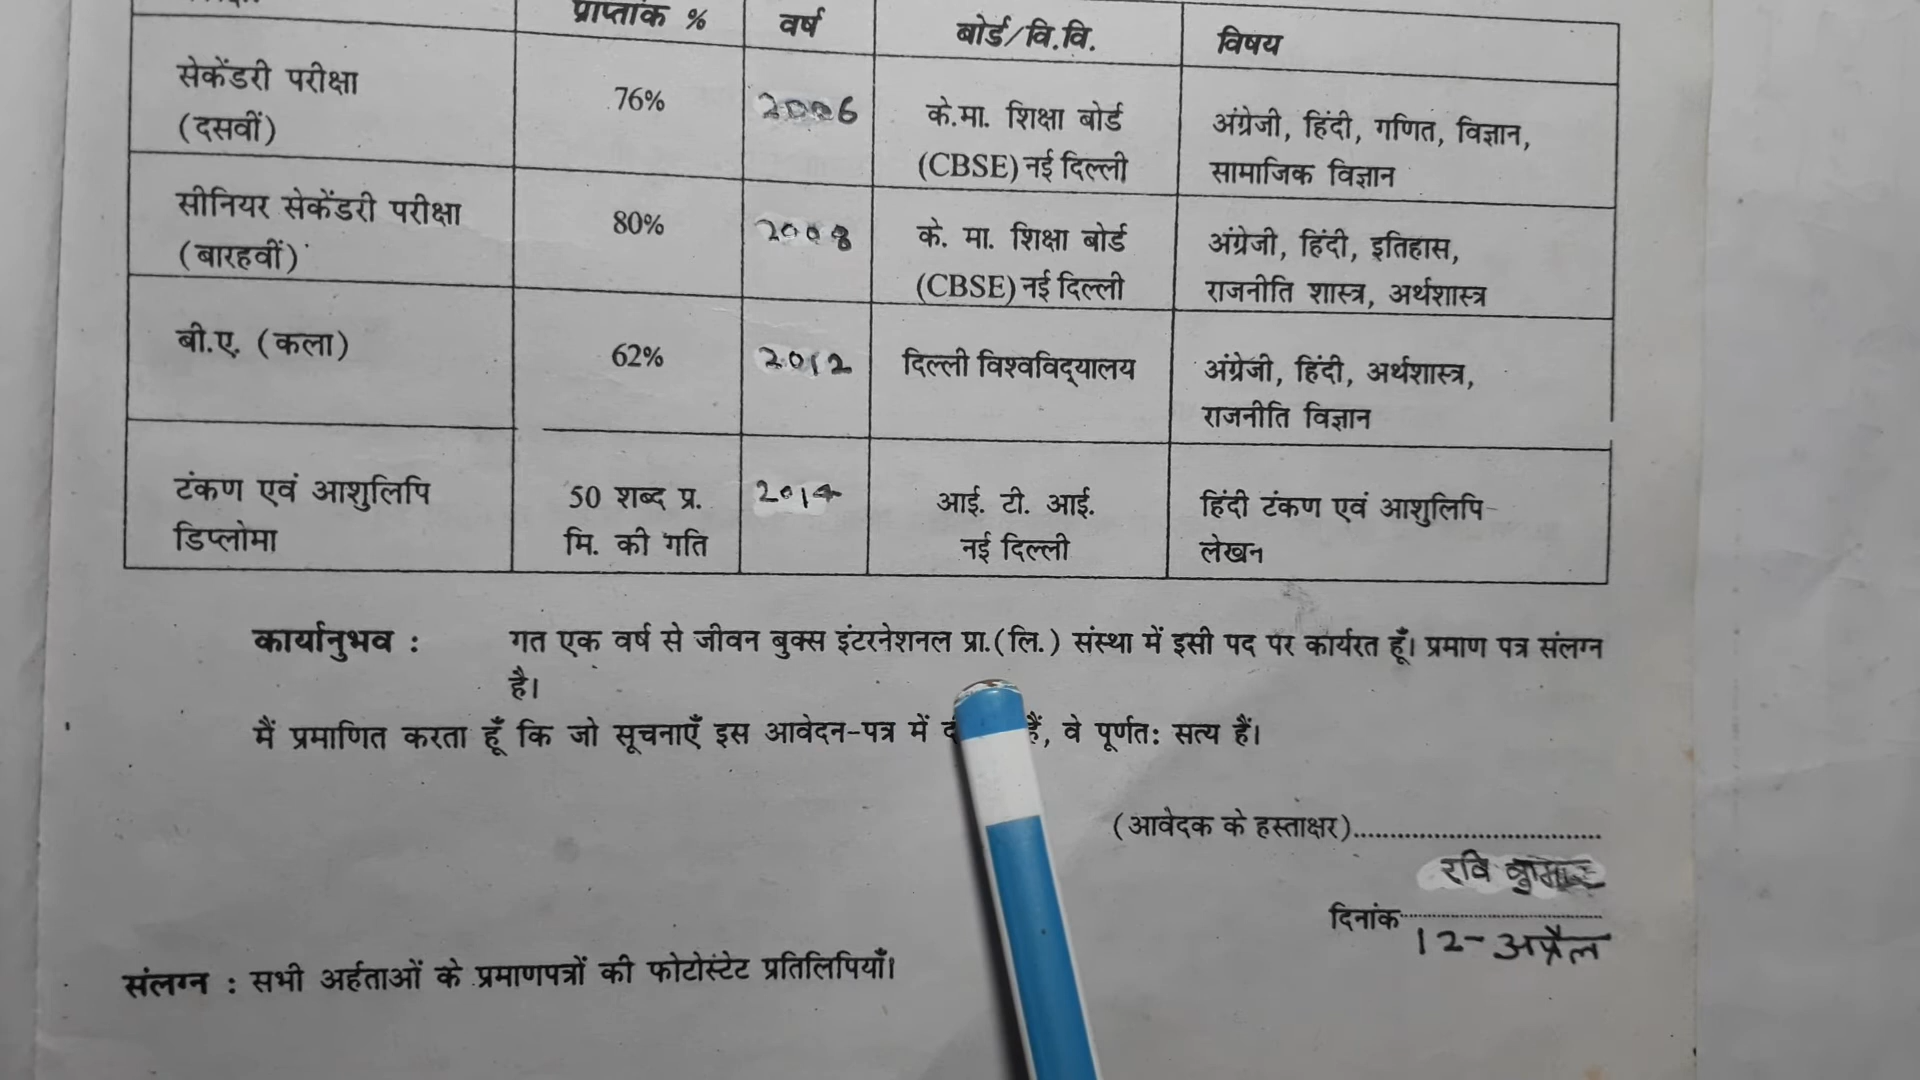 प्राप्तांक %
वर्ष
बोर्ड/वि.वि.
विषय
सेकेंडरी परीक्षा
(दसवीं)
76%
2006
के.मा. शिक्षा बोर्ड
(CBSE) नई दिल्ली
अंग्रेजी, हिंदी, गणित, विज्ञान,
सामाजिक विज्ञान
सीनियर सेकेंडरी परीक्षा
(बारहवीं)
80%
2008
के. मा. शिक्षा बोर्ड
(CBSE) नई दिल्ली
अंग्रेजी, हिंदी, इतिहास,
राजनीति शास्त्र, अर्थशास्त्र
बी.ए. (कला)
62%
2012
दिल्ली विश्वविद्यालय
अंग्रेजी, हिंदी, अर्थशास्त्र,
राजनीति विज्ञान
टंकण एवं आशुलिपि
डिप्लोमा
50 शब्द प्र.
मि. की गति
2014
आई. टी. आई.
नई दिल्ली
हिंदी टंकण एवं आशुलिपि-
लेखन
कार्यानुभव : गत एक वर्ष से जीवन बुक्स इंटरनेशनल प्रा.(लि.) संस्था में इसी पद पर कार्यरत हूँ। प्रमाण पत्र संलग्न
है।
मैं प्रमाणित करता हूँ कि जो सूचनाएँ इस आवेदन-पत्र में हैं, वे पूर्णतः सत्य हैं।
(आवेदक के हस्ताक्षर)................................
रवि कुमार
दिनांक................................
12-अप्रैल
संलग्न : सभी अर्हताओं के प्रमाणपत्रों की फोटोस्टेट प्रतिलिपियाँ।